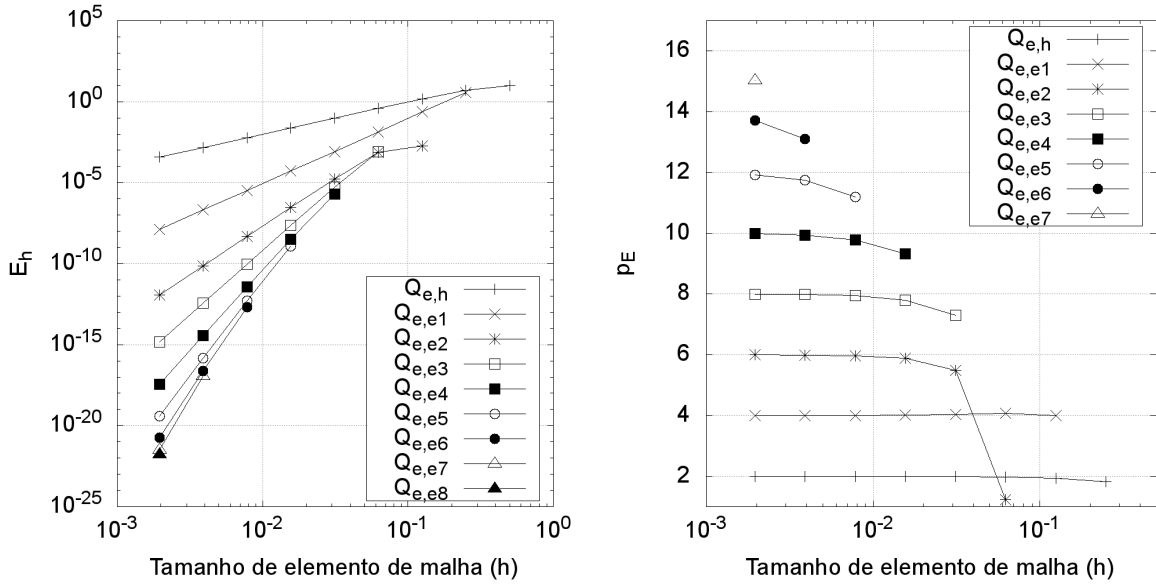 10^5
10^0
10^-5
10^-10
10^-15
10^-20
10^-25
E_h
10^-3
10^-2
10^-1
10^0
Tamanho de elemento de malha (h)
Q_e,h
Q_e,e1
Q_e,e2
Q_e,e3
Q_e,e4
Q_e,e5
Q_e,e6
Q_e,e7
Q_e,e8
16
14
12
10
8
6
4
2
p_E
10^-3
10^-2
10^-1
Tamanho de elemento de malha (h)
Q_e,h
Q_e,e1
Q_e,e2
Q_e,e3
Q_e,e4
Q_e,e5
Q_e,e6
Q_e,e7